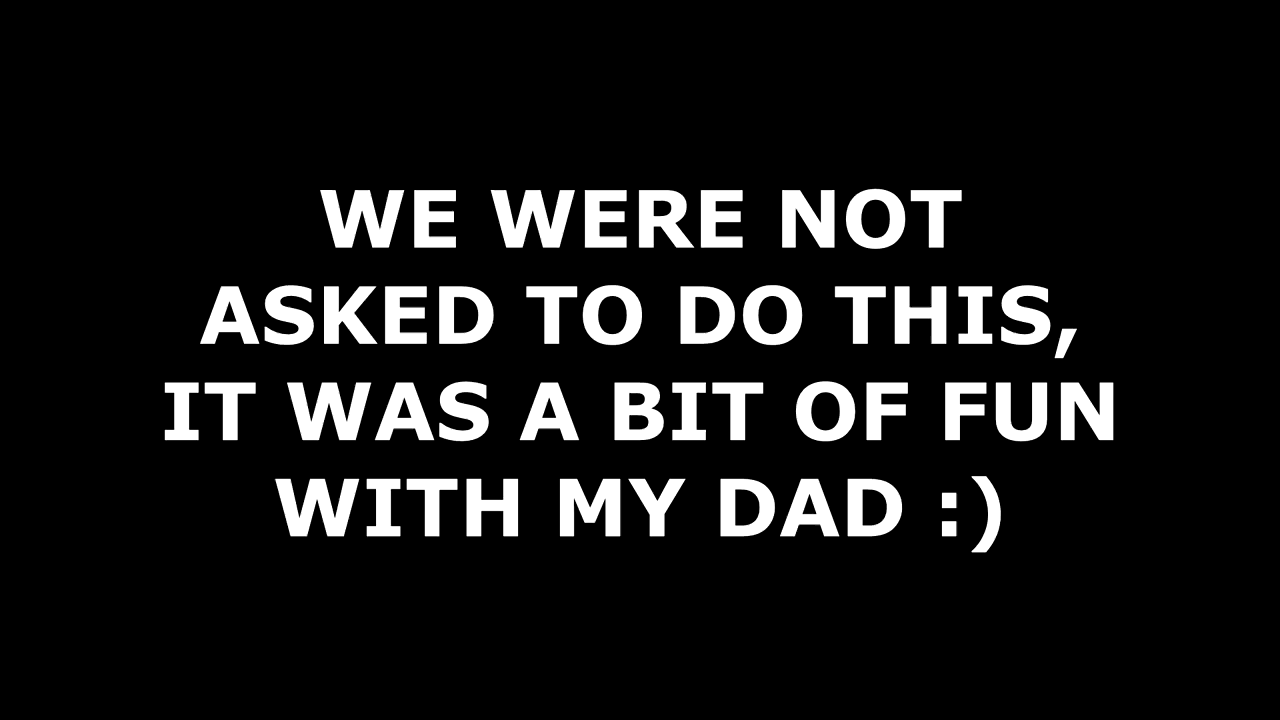 WE WERE NOT
ASKED TO DO THIS,
IT WAS A BIT OF FUN
WITH MY DAD :)